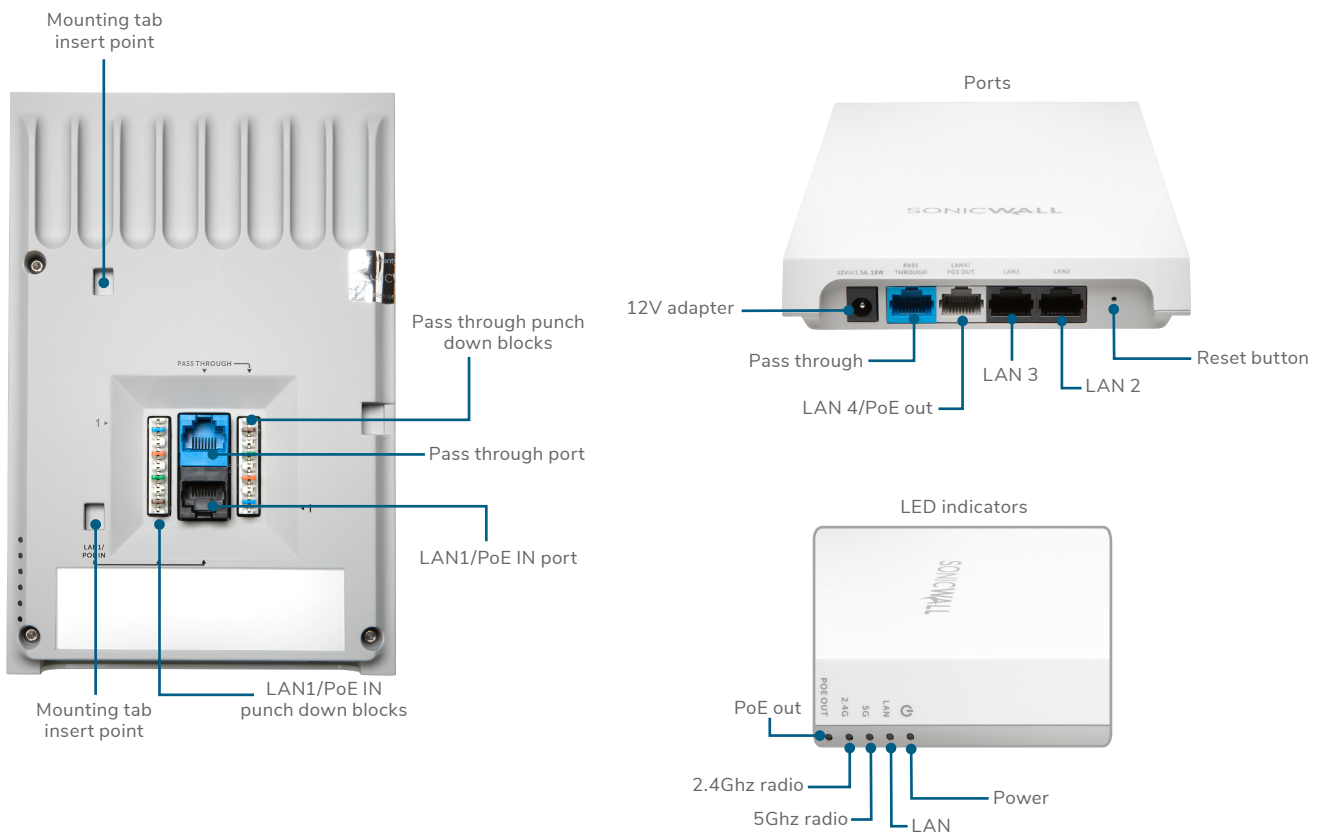 Mounting tab
insert point
PASS THROUGH
1
Pass through punch
down blocks
Pass through port
1
LAN1/PoE IN port
LAN1/
POE IN
LAN1/PoE IN
punch down blocks
Mounting tab
insert point
Ports
SONICWALL
12V 1.5A, 18W
PASS
THROUGH
LAN4/
POE OUT
LAN3
LAN2
12V adapter
Pass through
LAN 4/PoE out
LAN 3
LAN 2
Reset button
LED indicators
SONICWALL
POE OUT
2.4G
5G
LAN
PoE out
2.4Ghz radio
5Ghz radio
LAN
Power